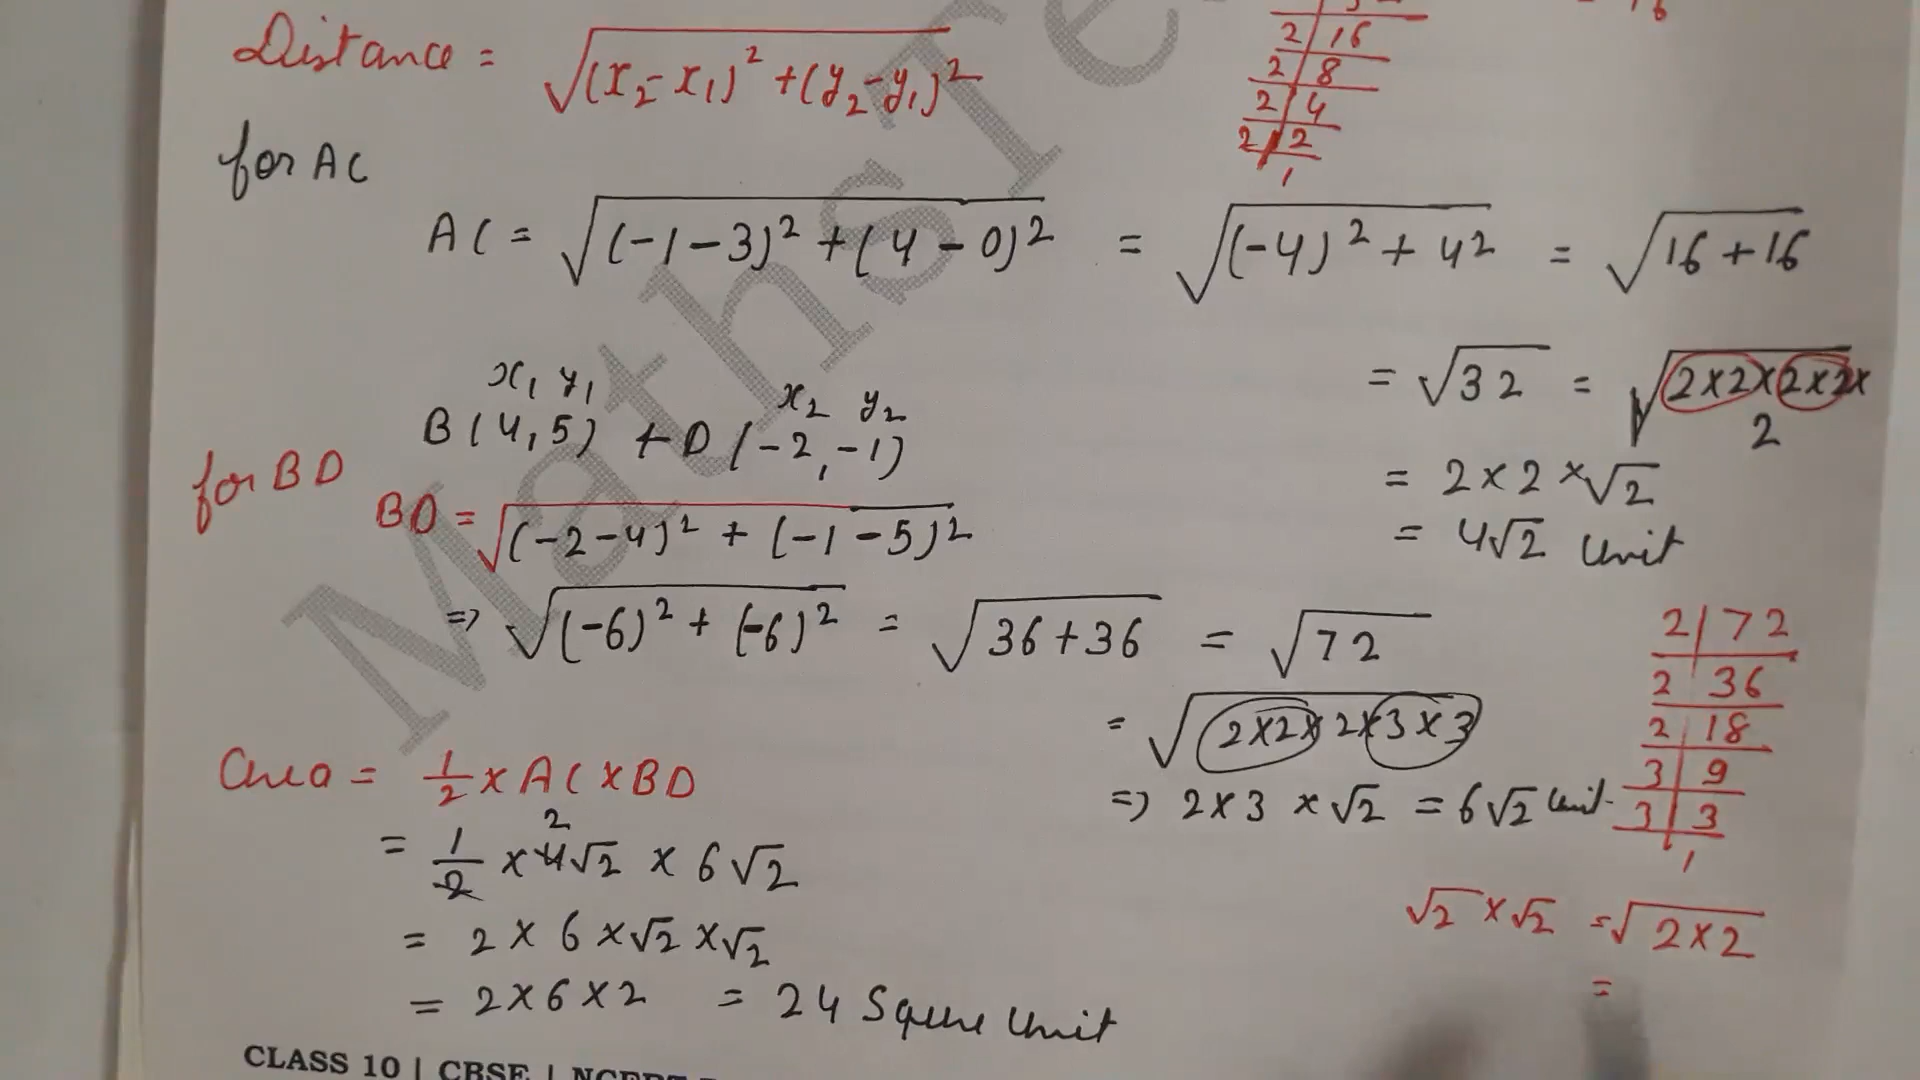 Distance = √(x₂-x₁)² + (y₂-y₁)²
2 | 16
2 | 8
2 | 4
2 | 2
1
for AC
AC = √(-1-3)² + (4-0)² = √(-4)² + 4² = √16+16
= √32 = √2×2×2×2×
2
= 2×2×√2
= 4√2 Unit
x₁ y₁ x₂ y₂
B(4,5) + D(-2,-1)
for BD
BD = √(-2-4)² + (-1-5)²
⇒ √(-6)² + (-6)² = √36+36 = √72
= √2×2×2×3×3
⇒ 2×3×√2 = 6√2 Unit.
2 | 72
2 | 36
2 | 18
3 | 9
3 | 3
1
Area = 1/2 × AC × BD
2
= 1/2 × 4√2 × 6√2
= 2×6×√2×√2
= 2×6×2 = 24 Square Unit
√2 × √2 = √2×2
=
Maths
CLASS 10 | CBSE | NCERT